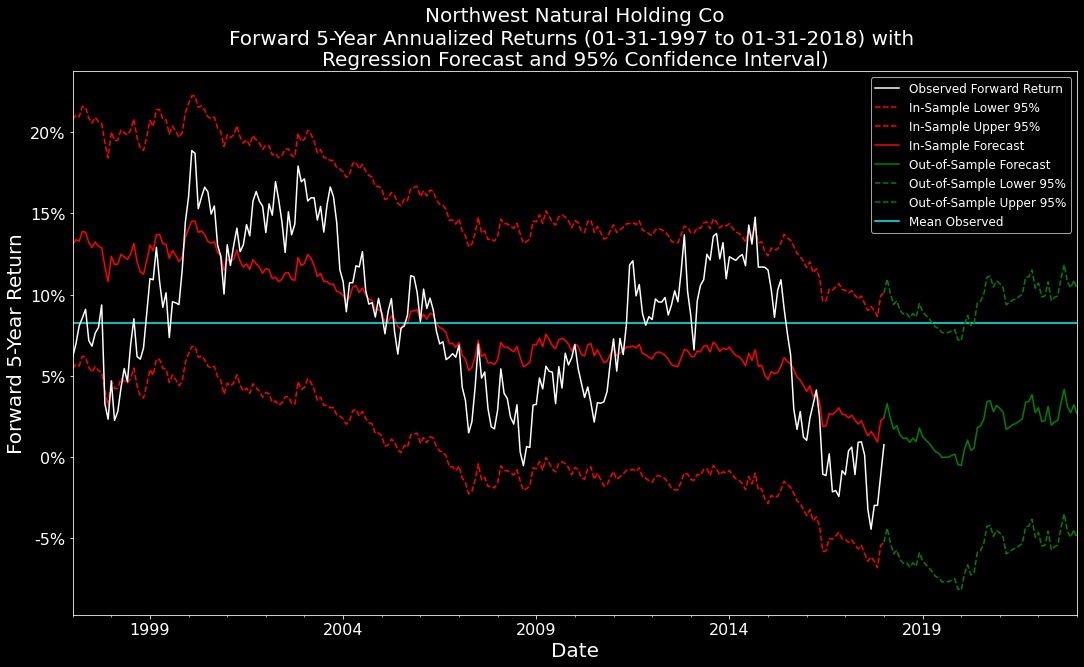 Northwest Natural Holding Co
Forward 5-Year Annualized Returns (01-31-1997 to 01-31-2018) with
Regression Forecast and 95% Confidence Interval)
Observed Forward Return
In-Sample Lower 95%
In-Sample Upper 95%
In-Sample Forecast
Out-of-Sample Forecast
Out-of-Sample Lower 95%
Out-of-Sample Upper 95%
Mean Observed
Forward 5-Year Return
20%
15%
10%
5%
0%
-5%
1999
2004
2009
2014
2019
Date